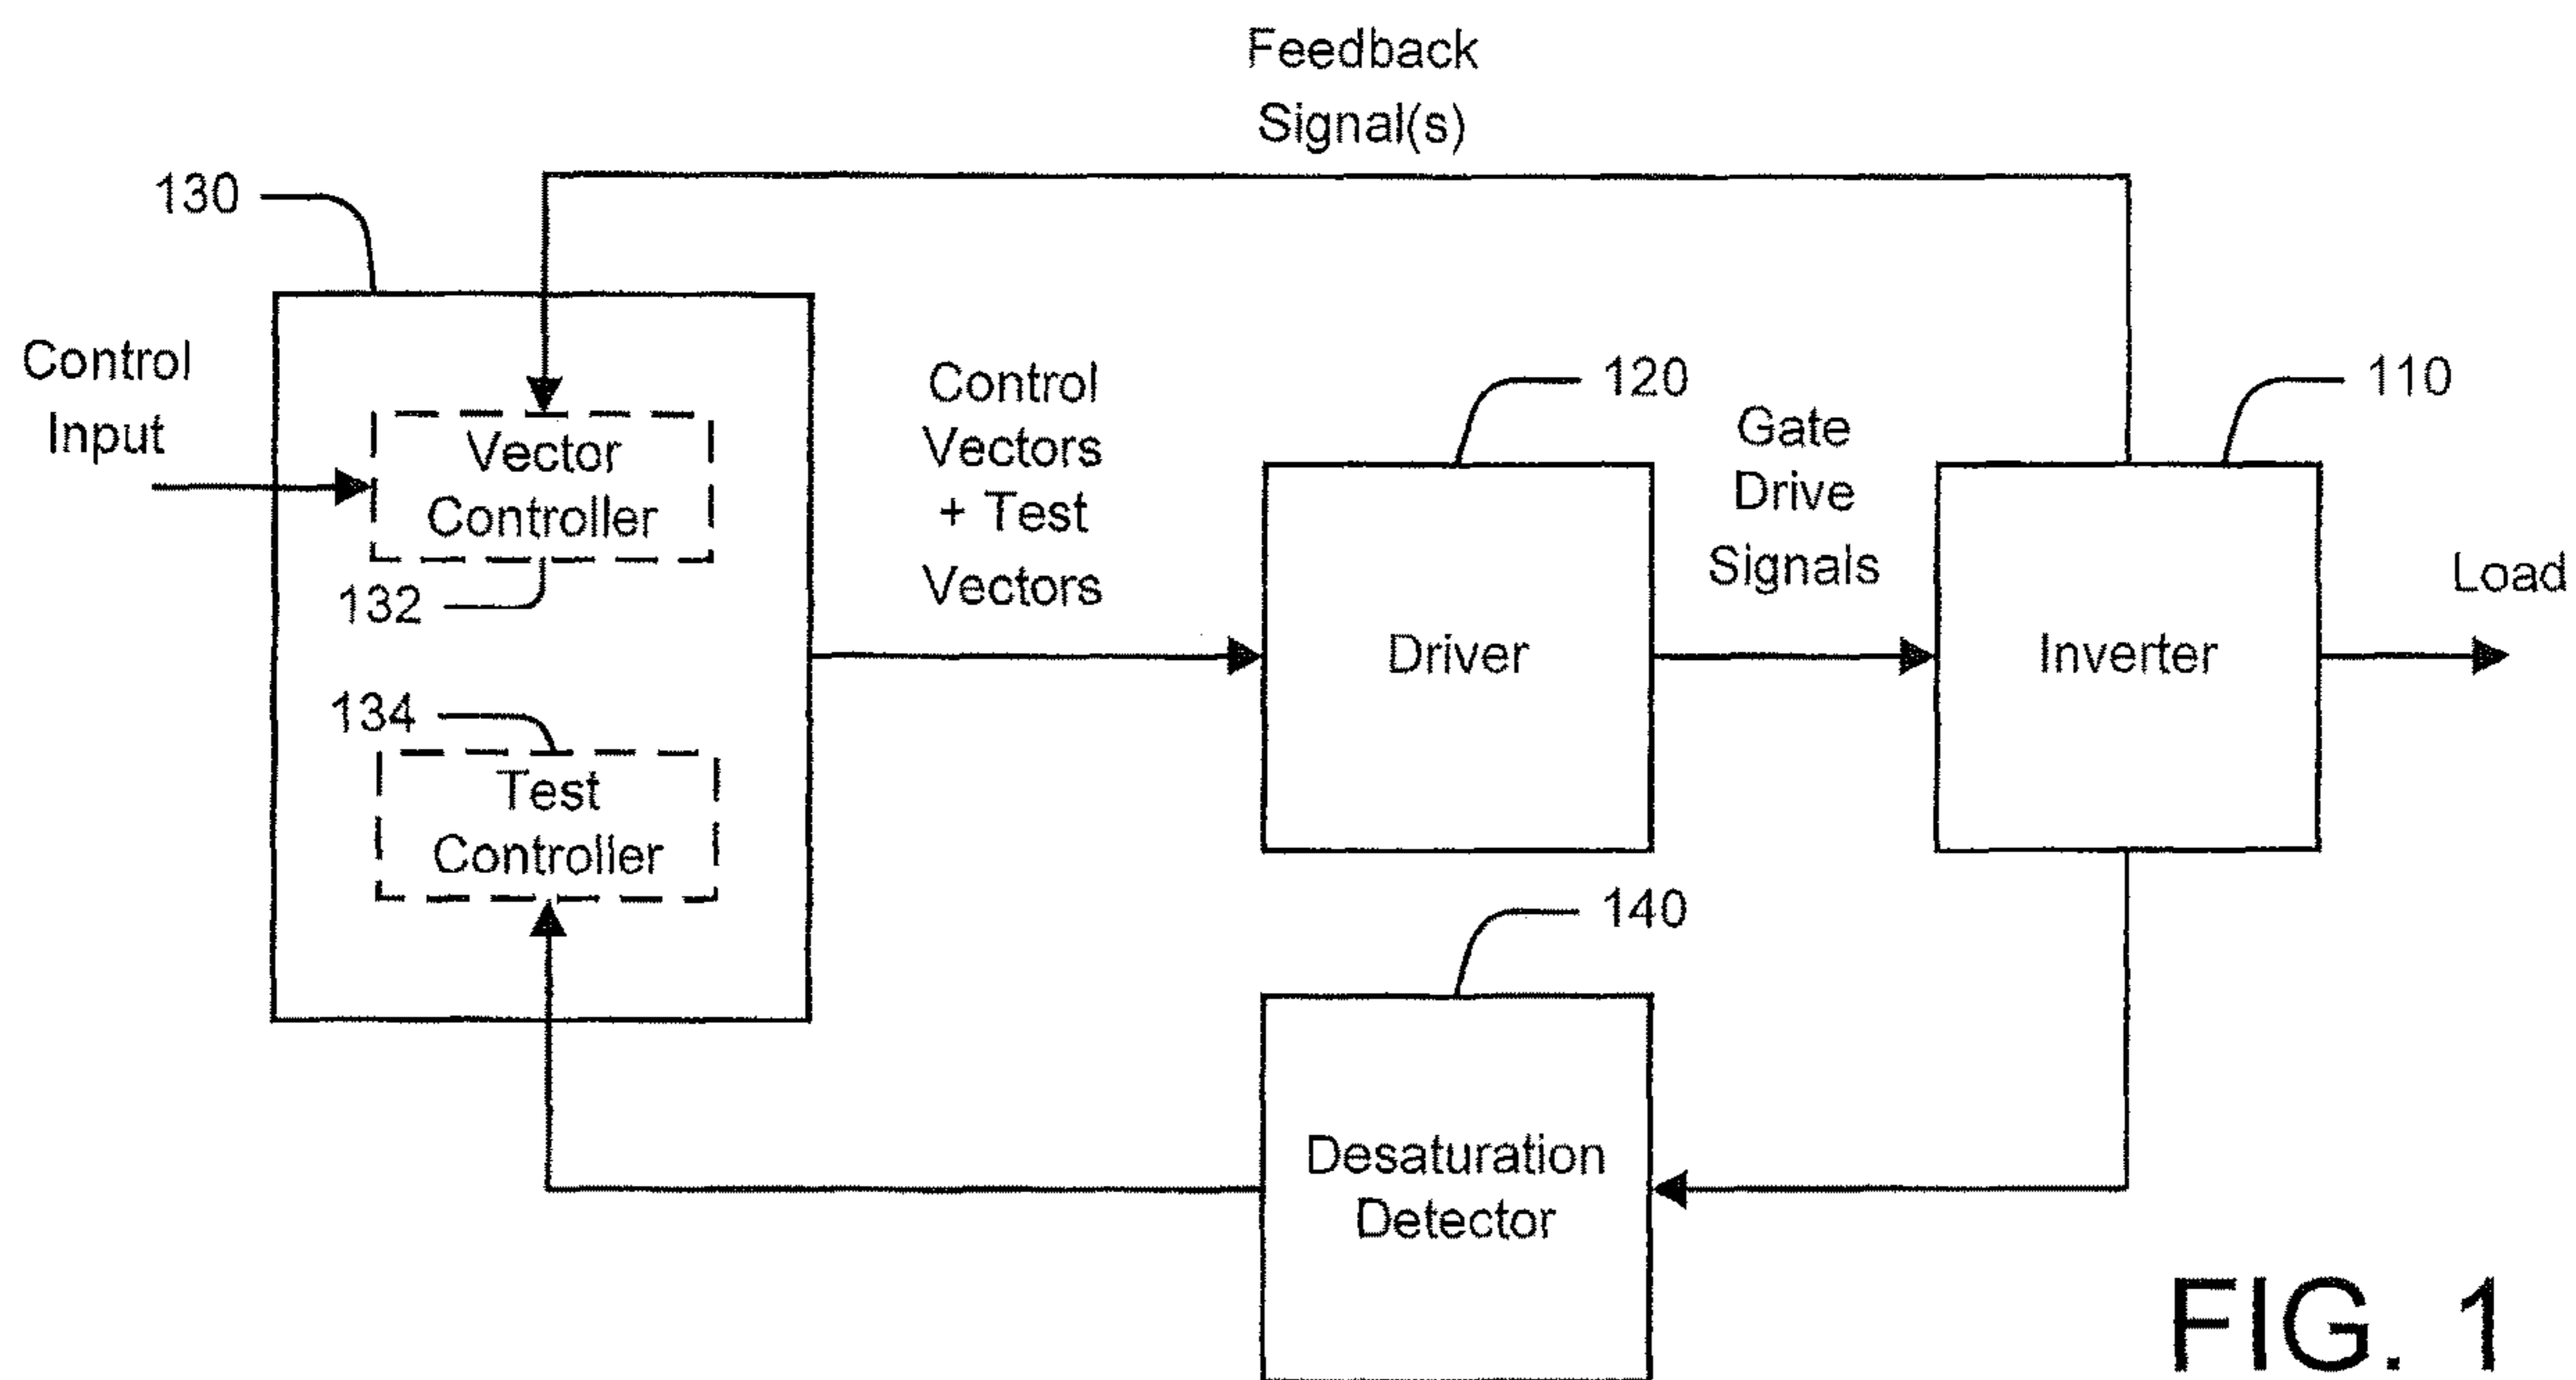 Feedback
Signal(s)
130
Control
Input
Vector
Controller
132
134
Test
Controller
Control
Vectors
+ Test
Vectors
120
Driver
Gate
Drive
Signals
110
Inverter
Load
140
Desaturation
Detector
FIG. 1